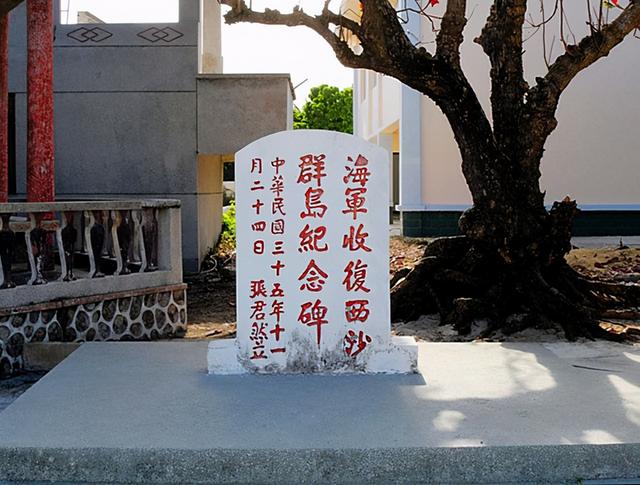 海軍收復西沙
群島紀念碑
中華民國三十五年十一
月二十四日 張君然立